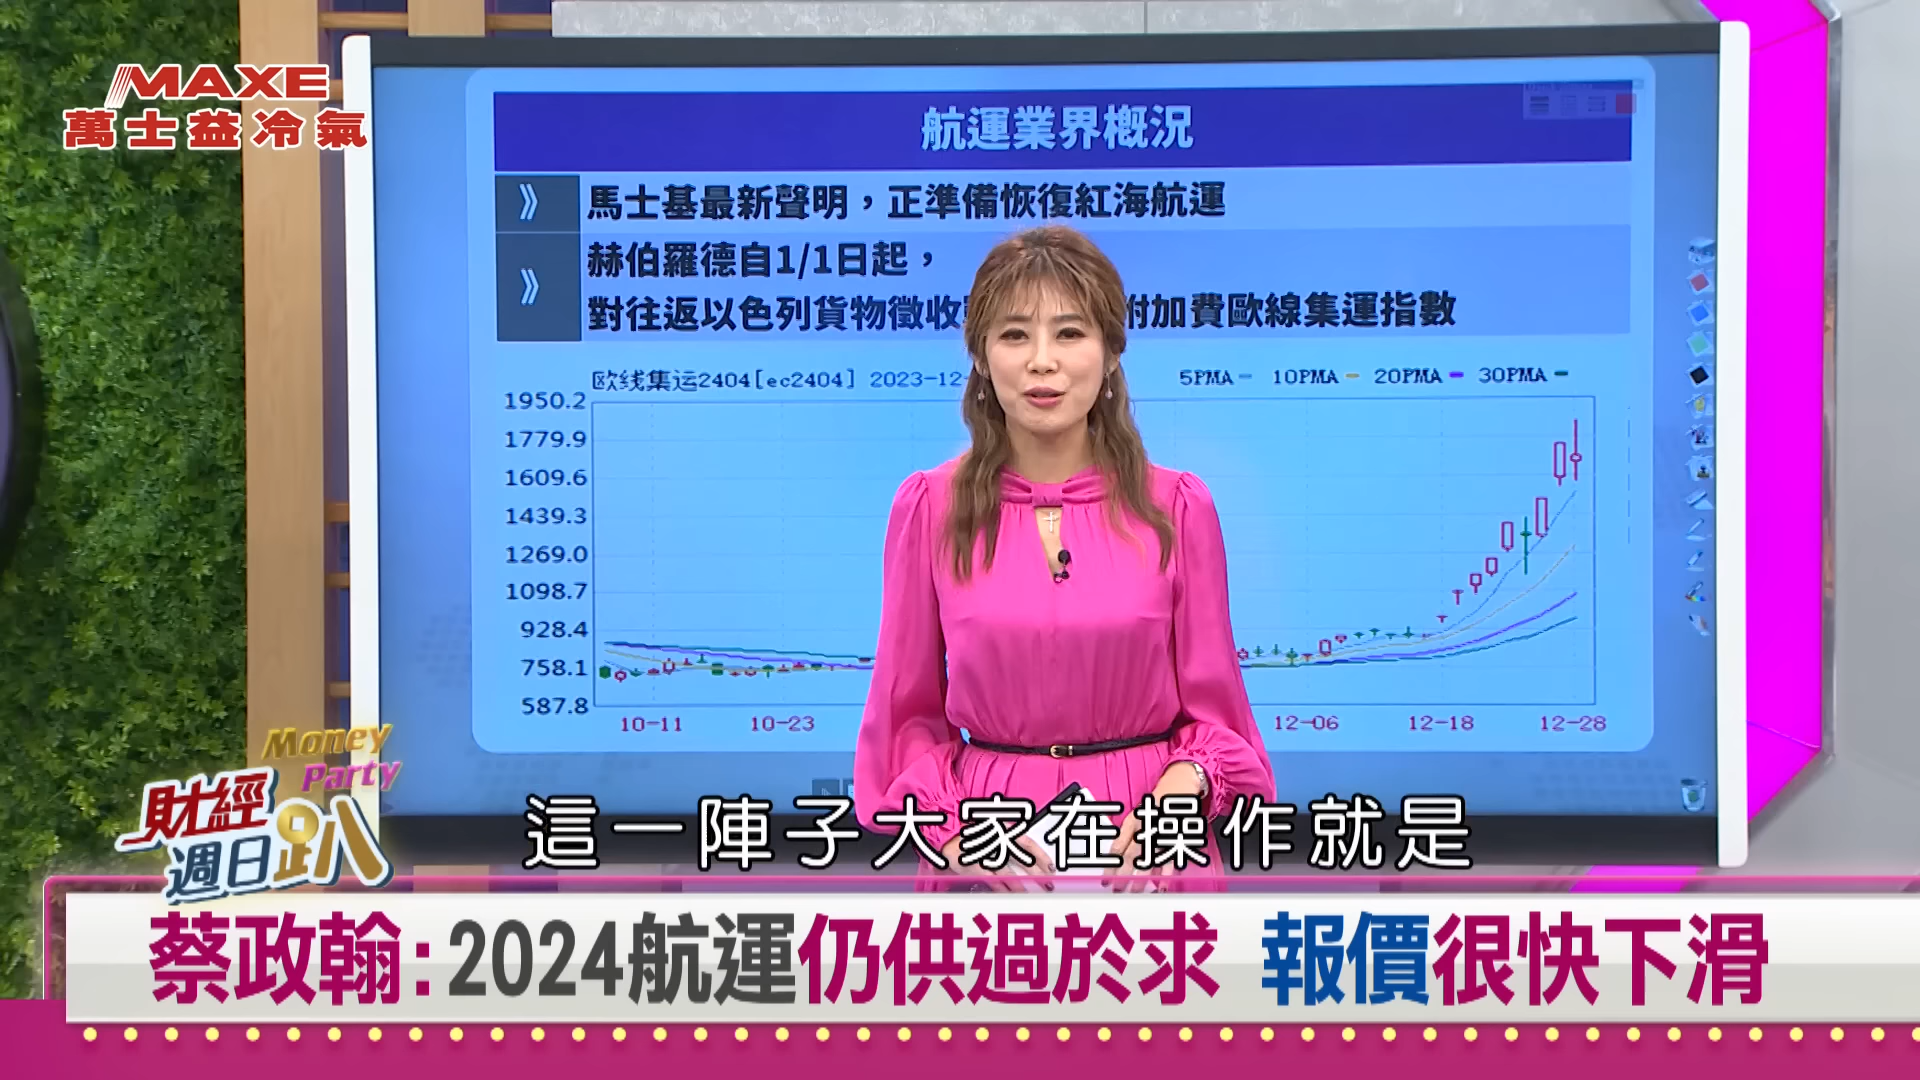 MAXE
萬士益冷氣
航運業界概況
馬士基最新聲明，正準備恢復紅海航運
赫伯羅德自1/1日起，
對往返以色列貨物徵收 附加費歐線集運指數
欧线集运2404[ec2404] 2023-12- 5PMA 10PMA 20PMA 30PMA
1950.2
1779.9
1609.6
1439.3
1269.0
1098.7
928.4
758.1
587.8
10-11 10-23 12-06 12-18 12-28
Money Party
財經週日趴
這一陣子大家在操作就是
蔡政翰:2024航運仍供過於求 報價很快下滑